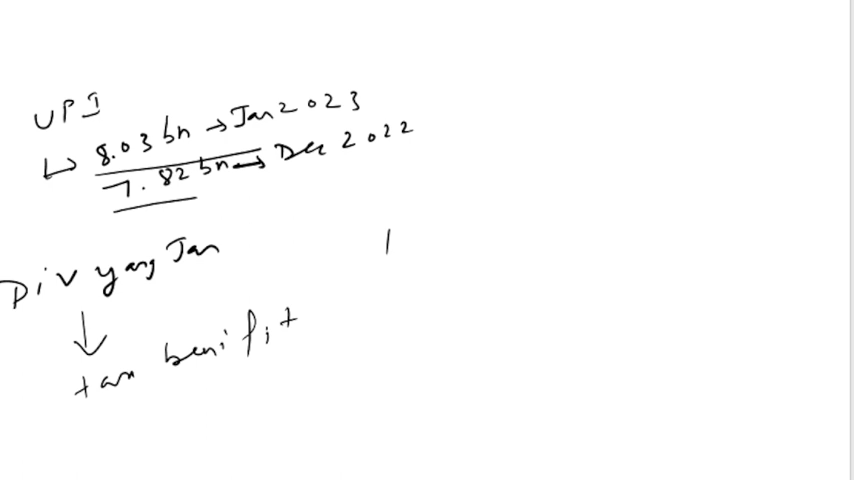 UPI
↳ 8.03 bn → Jan 2023
7.82 bn → Dec 2022
Divyang Jan
↓
tax benifit